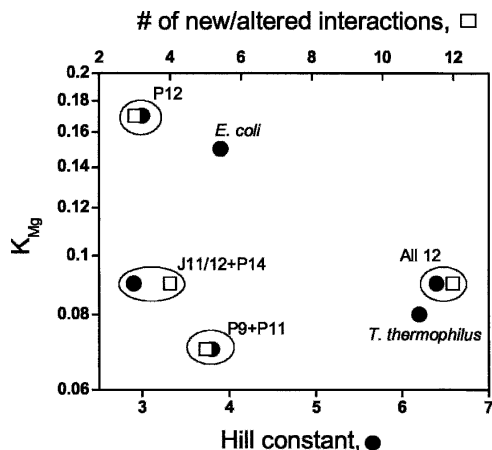 # of new/altered interactions, □
2 4 6 8 10 12
0.2
0.18
0.16
0.14
0.12
0.1
0.08
0.06
K_Mg
P12
E. coli
J11/12+P14
All 12
P9+P11
T. thermophilus
3 4 5 6 7
Hill constant, ●